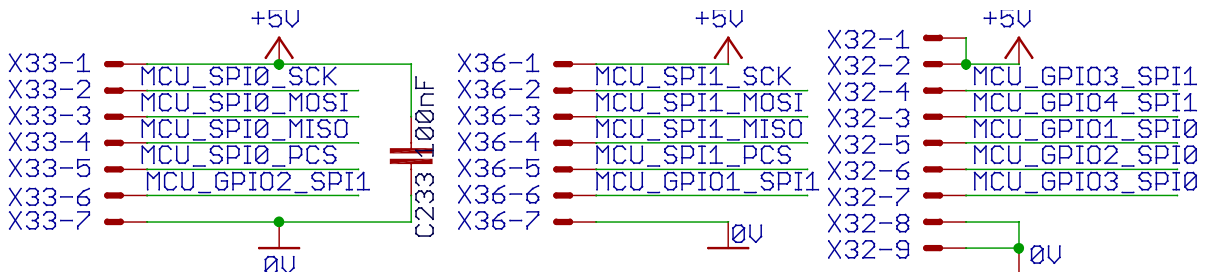 +5V
X33-1
X33-2 MCU_SPI0_SCK
X33-3 MCU_SPI0_MOSI
X33-4 MCU_SPI0_MISO
X33-5 MCU_SPI0_PCS
X33-6 MCU_GPIO2_SPI1
X33-7
0V
C233 100nF
+5V
X36-1
X36-2 MCU_SPI1_SCK
X36-3 MCU_SPI1_MOSI
X36-4 MCU_SPI1_MISO
X36-5 MCU_SPI1_PCS
X36-6 MCU_GPIO1_SPI1
X36-7
0V
+5V
X32-1
X32-2
X32-4 MCU_GPIO3_SPI1
X32-3 MCU_GPIO4_SPI1
X32-5 MCU_GPIO1_SPI0
X32-6 MCU_GPIO2_SPI0
X32-7 MCU_GPIO3_SPI0
X32-8
X32-9
0V